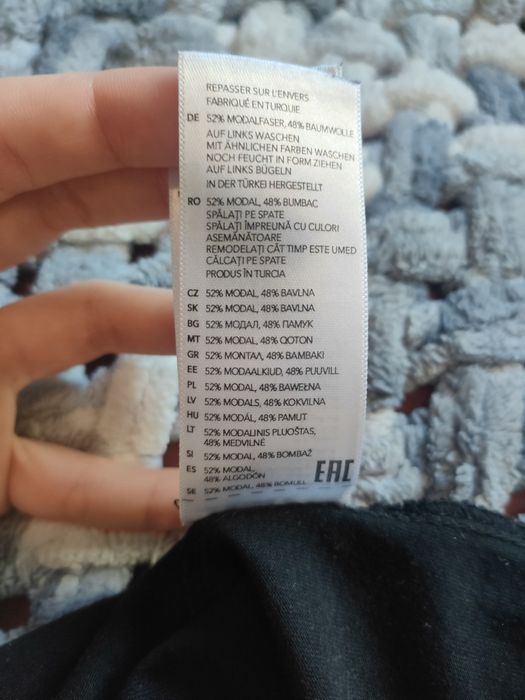 REPASSER SUR L'ENVERS
FABRIQUÉ EN TURQUIE
DE 52% MODALFASER, 48% BAUMWOLLE
AUF LINKS WASCHEN
MIT ÄHNLICHEN FARBEN WASCHEN
NOCH FEUCHT IN FORM ZIEHEN
AUF LINKS BÜGELN
IN DER TÜRKEI HERGESTELLT
RO 52% MODAL, 48% BUMBAC
SPĂLAȚI PE SPATE
SPĂLAȚI ÎMPREUNĂ CU CULORI
ASEMĂNĂTOARE
REMODELAȚI CÂT TIMP ESTE UMED
CĂLCAȚI PE SPATE
PRODUS ÎN TURCIA
CZ 52% MODAL, 48% BAVLNA
SK 52% MODAL, 48% BAVLNA
BG 52% МОДАЛ, 48% ПАМУК
MT 52% MODAL, 48% QOTON
GR 52% ΜΟΝΤΑΛ, 48% ΒΑΜΒΑΚΙ
EE 52% MODAALKIUD, 48% PUUVILL
PL 52% MODAL, 48% BAWEŁNA
LV 52% MODALS, 48% KOKVILNA
HU 52% MODÁL, 48% PAMUT
LT 52% MODALINIS PLUOŠTAS,
48% MEDVILNĖ
SI 52% MODAL, 48% BOMBAŽ
ES 52% MODAL,
48% ALGODÓN
SE 52% MODAL, 48% BOMULL
EAC